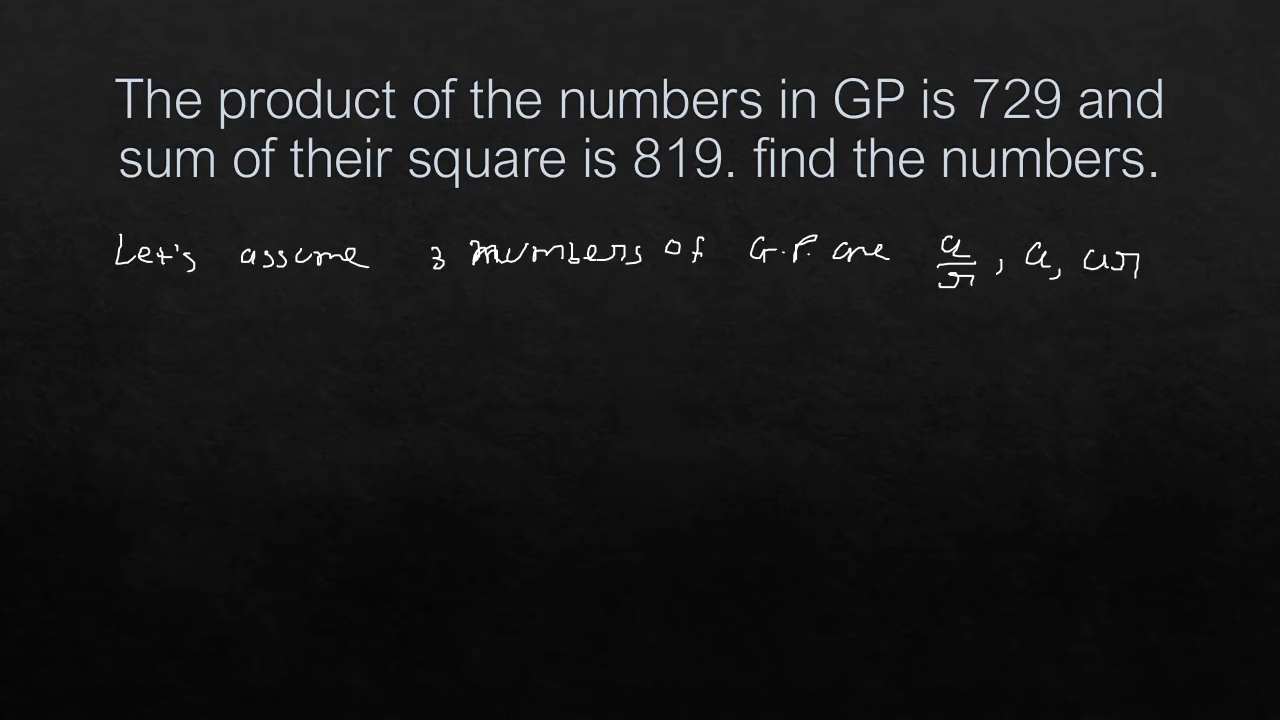 The product of the numbers in GP is 729 and
sum of their square is 819. find the numbers.
Let's assume 3 numbers of G.P. are a/r, a, ar